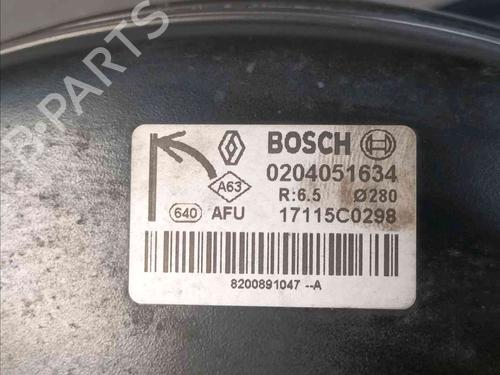 B-PARTS
BOSCH
0204051634
A63
R:6.5 Ø280
640 AFU 17115C0298
8200891047 --A